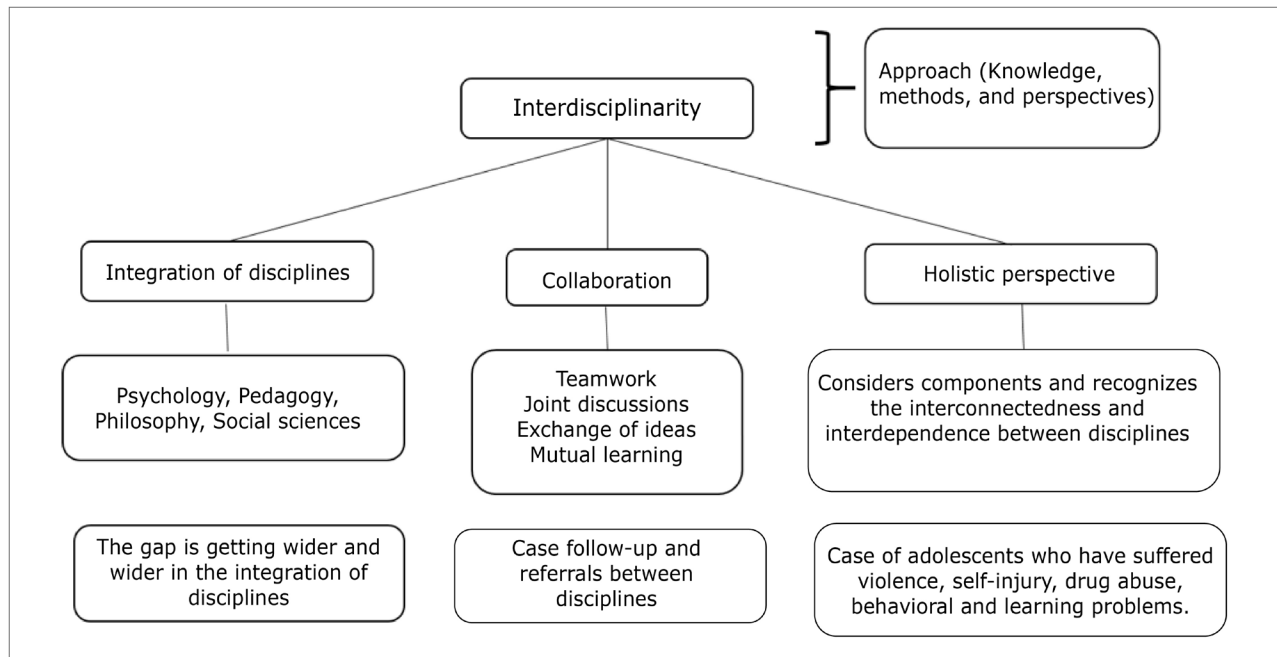 Approach (Knowledge,
methods, and perspectives)
Interdisciplinarity
Integration of disciplines
Collaboration
Holistic perspective
Psychology, Pedagogy,
Philosophy, Social sciences
Teamwork
Joint discussions
Exchange of ideas
Mutual learning
Considers components and recognizes
the interconnectedness and
interdependence between disciplines
The gap is getting wider and
wider in the integration of
disciplines
Case follow-up and
referrals between
disciplines
Case of adolescents who have suffered
violence, self-injury, drug abuse,
behavioral and learning problems.